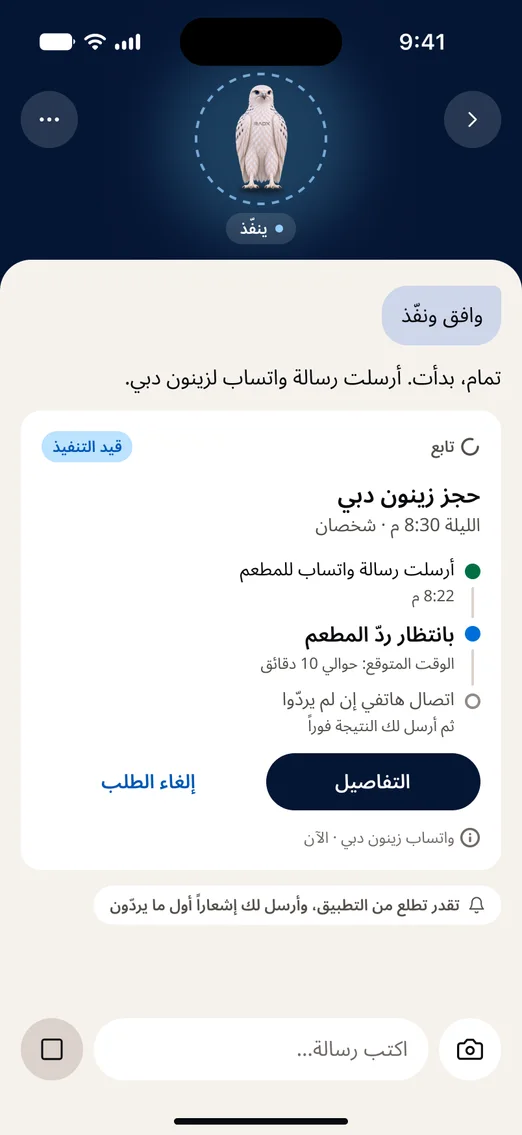 9:41
ينفّذ
وافق ونفّذ
تمام، بدأت. أرسلت رسالة واتساب لزينون دبي.
تابع
قيد التنفيذ
حجز زينون دبي
الليلة 8:30 م · شخصان
أرسلت رسالة واتساب للمطعم
8:22 م
بانتظار ردّ المطعم
الوقت المتوقع: حوالي 10 دقائق
اتصال هاتفي إن لم يردّوا
ثم أرسل لك النتيجة فوراً
التفاصيل
إلغاء الطلب
واتساب زينون دبي · الآن
تقدر تطلع من التطبيق، وأرسل لك إشعاراً أول ما يردّون
اكتب رسالة...